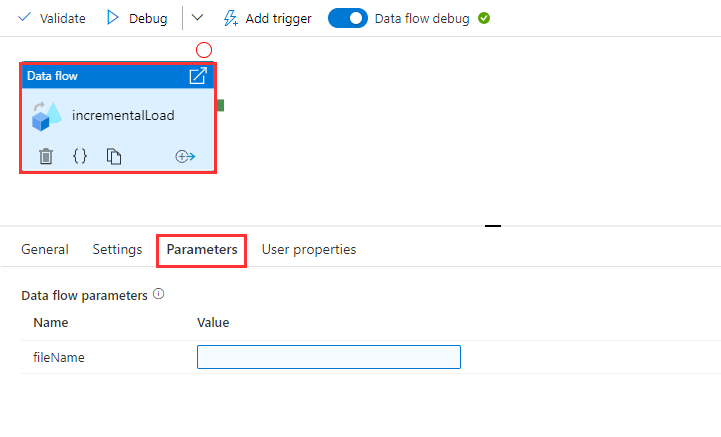 Validate Debug Add trigger Data flow debug
Data flow
incrementalLoad
{}
General Settings Parameters User properties
Data flow parameters
Name Value
fileName